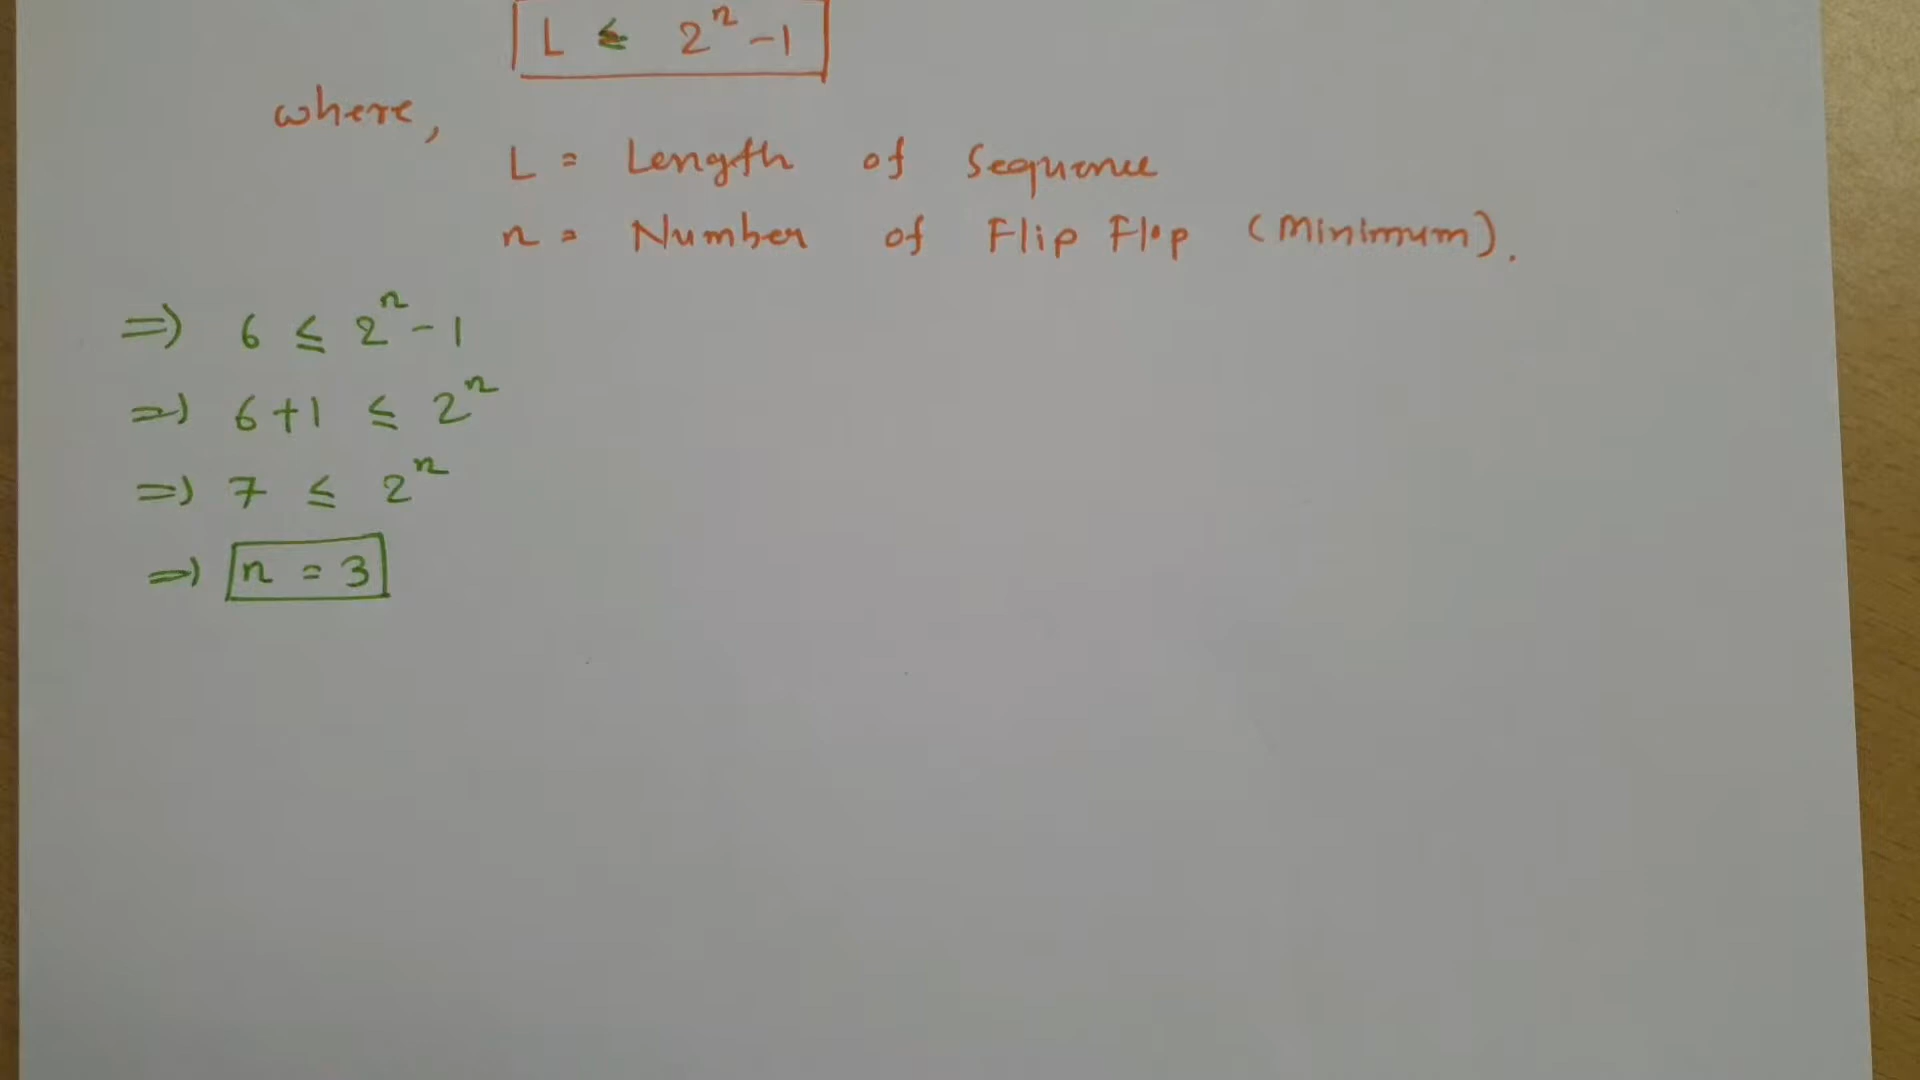 L ≤ 2ⁿ -1
where,
L = Length of Sequence
n = Number of Flip Flop (Minimum).
=) 6 ≤ 2ⁿ - 1
=) 6+1 ≤ 2ⁿ
=) 7 ≤ 2ⁿ
=) n = 3